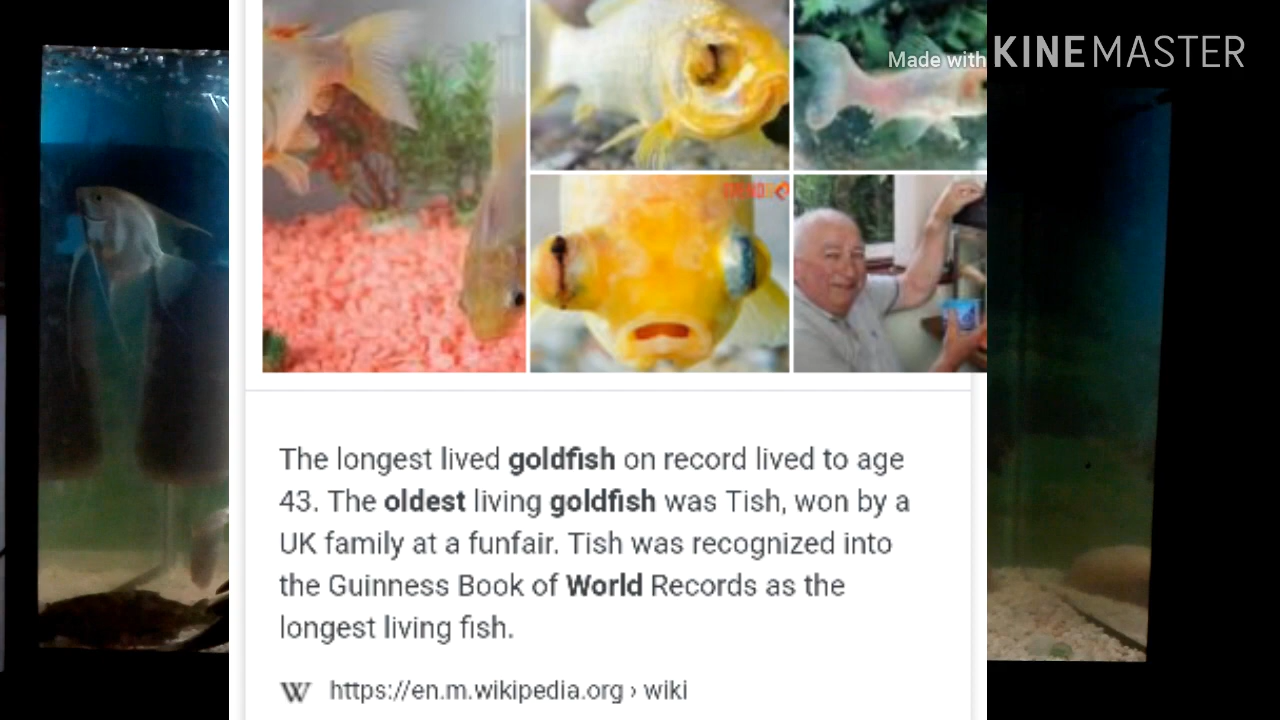 Made with KINEMASTER
The longest lived goldfish on record lived to age
43. The oldest living goldfish was Tish, won by a
UK family at a funfair. Tish was recognized into
the Guinness Book of World Records as the
longest living fish.
W https://en.m.wikipedia.org › wiki